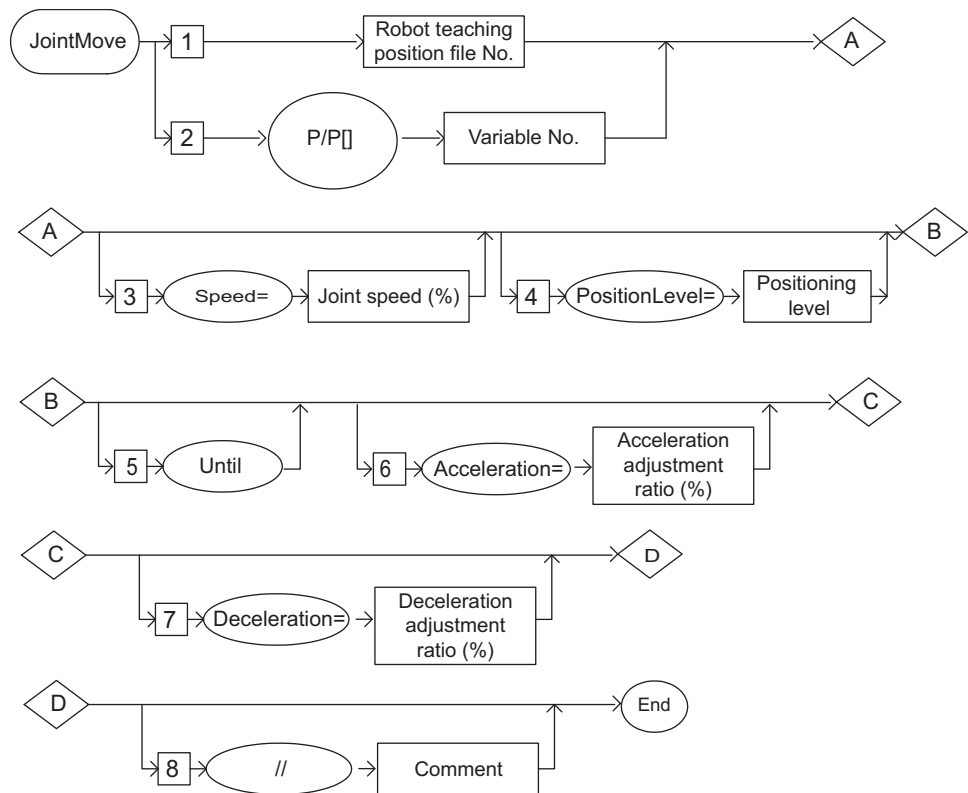 JointMove
1
Robot teaching
position file No.
A
2
P/P[]
Variable No.
A
B
3
Speed=
Joint speed (%)
4
PositionLevel=
Positioning
level
B
C
5
Until
6
Acceleration=
Acceleration
adjustment
ratio (%)
C
D
7
Deceleration=
Deceleration
adjustment
ratio (%)
D
End
8
//
Comment